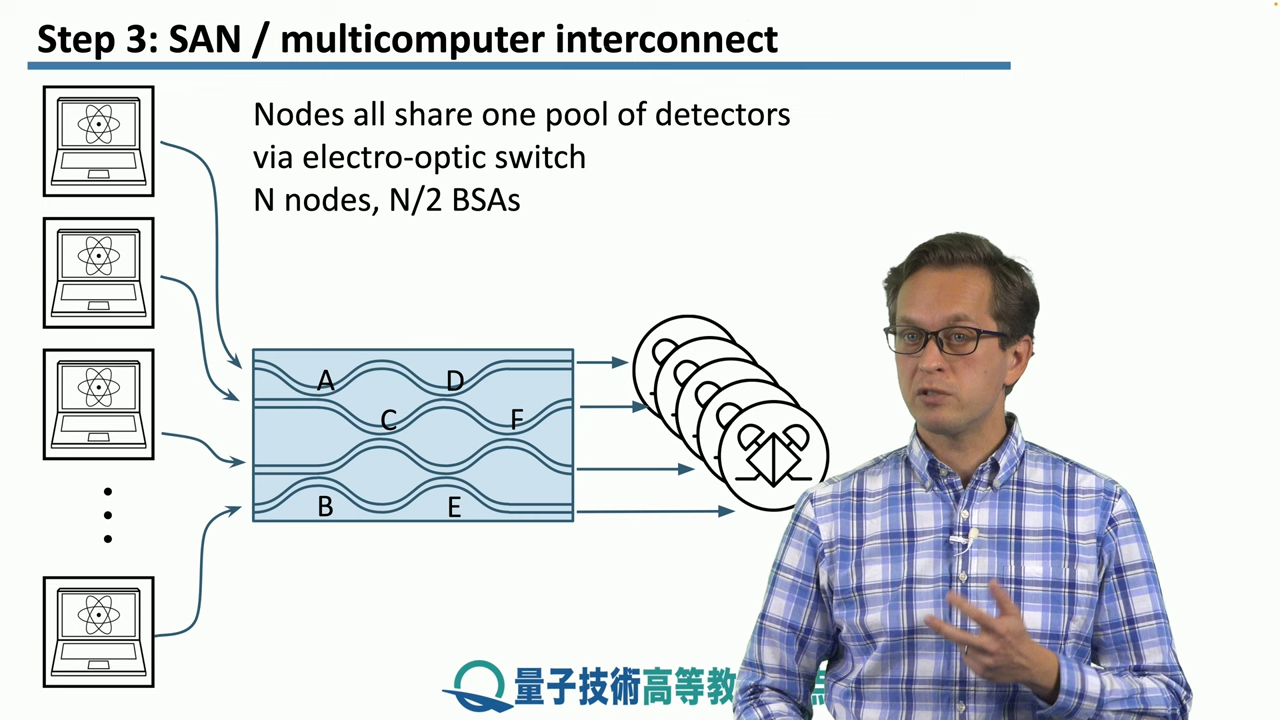 Step 3: SAN / multicomputer interconnect
Nodes all share one pool of detectors
via electro-optic switch
N nodes, N/2 BSAs
A
D
C
F
B
E
量子技術高等教